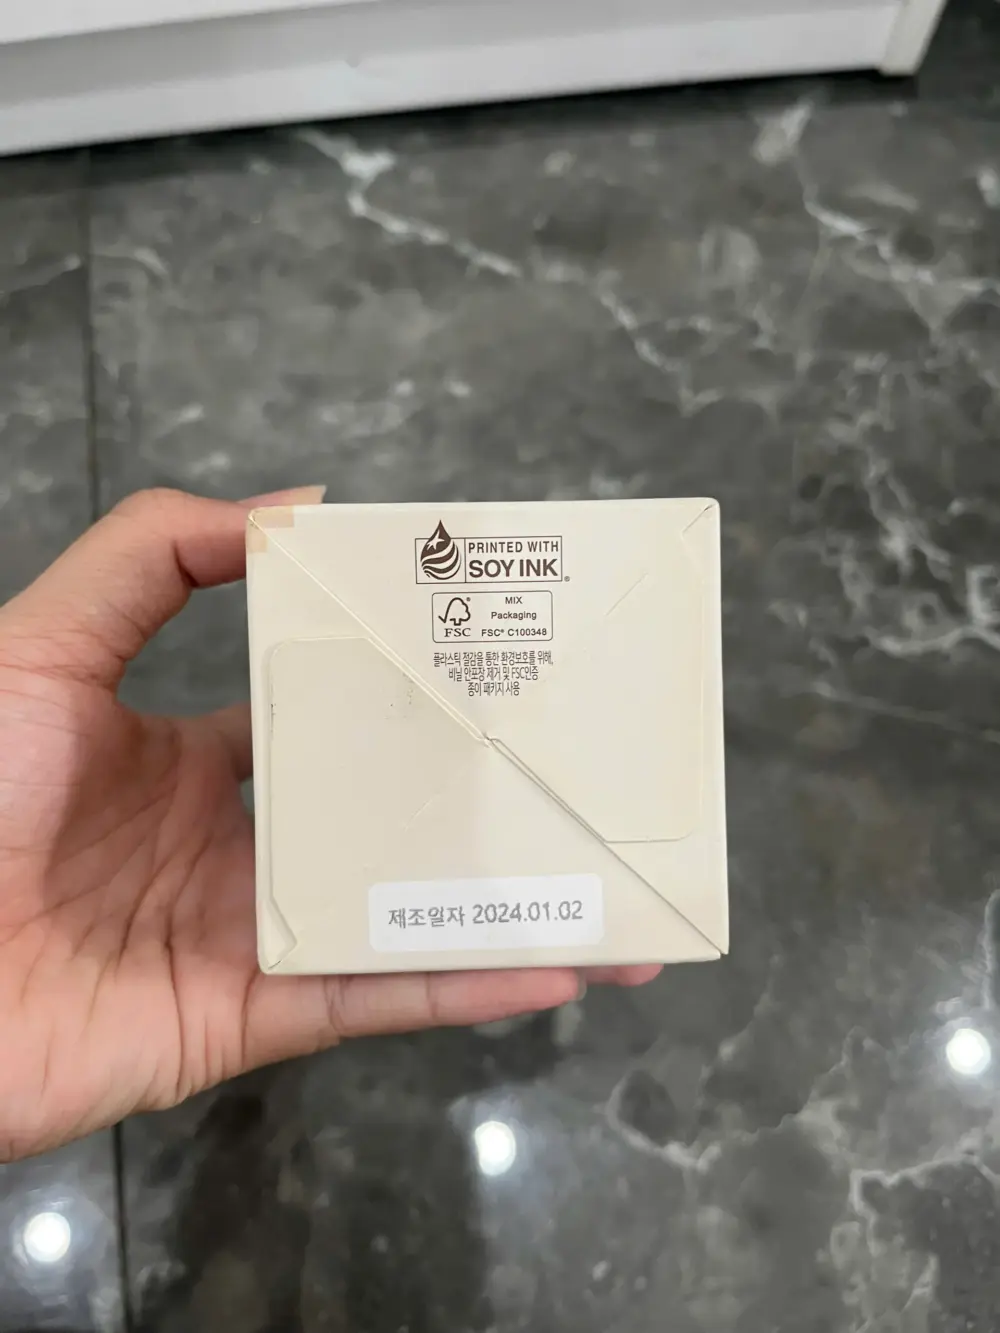 PRINTED WITH
SOY INK®
MIX
Packaging
FSC
FSC® C100348
플라스틱 절감을 통한 환경보호를 위해,
비닐 안포장 제거 및 FSC인증
종이 패키지 사용
제조일자 2024.01.02